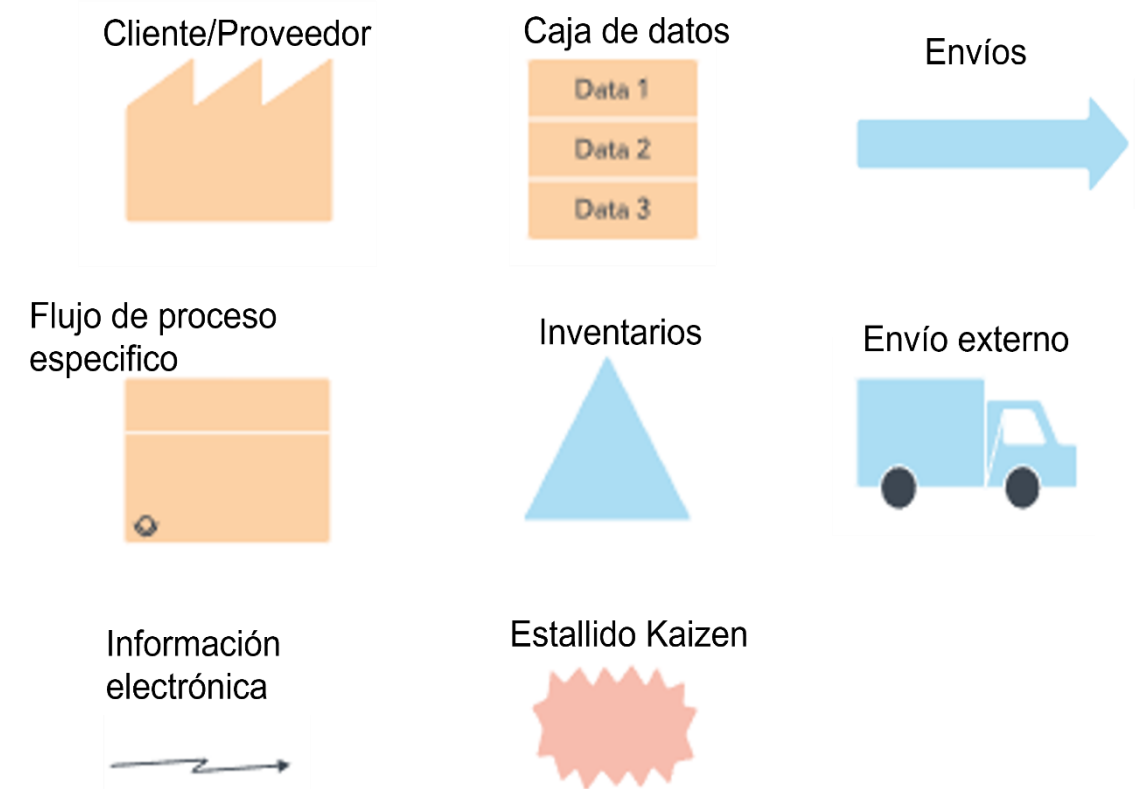 Cliente/Proveedor
Caja de datos
Envíos
Data 1
Data 2
Data 3
Flujo de proceso
especifico
Inventarios
Envío externo
Información
electrónica
Estallido Kaizen